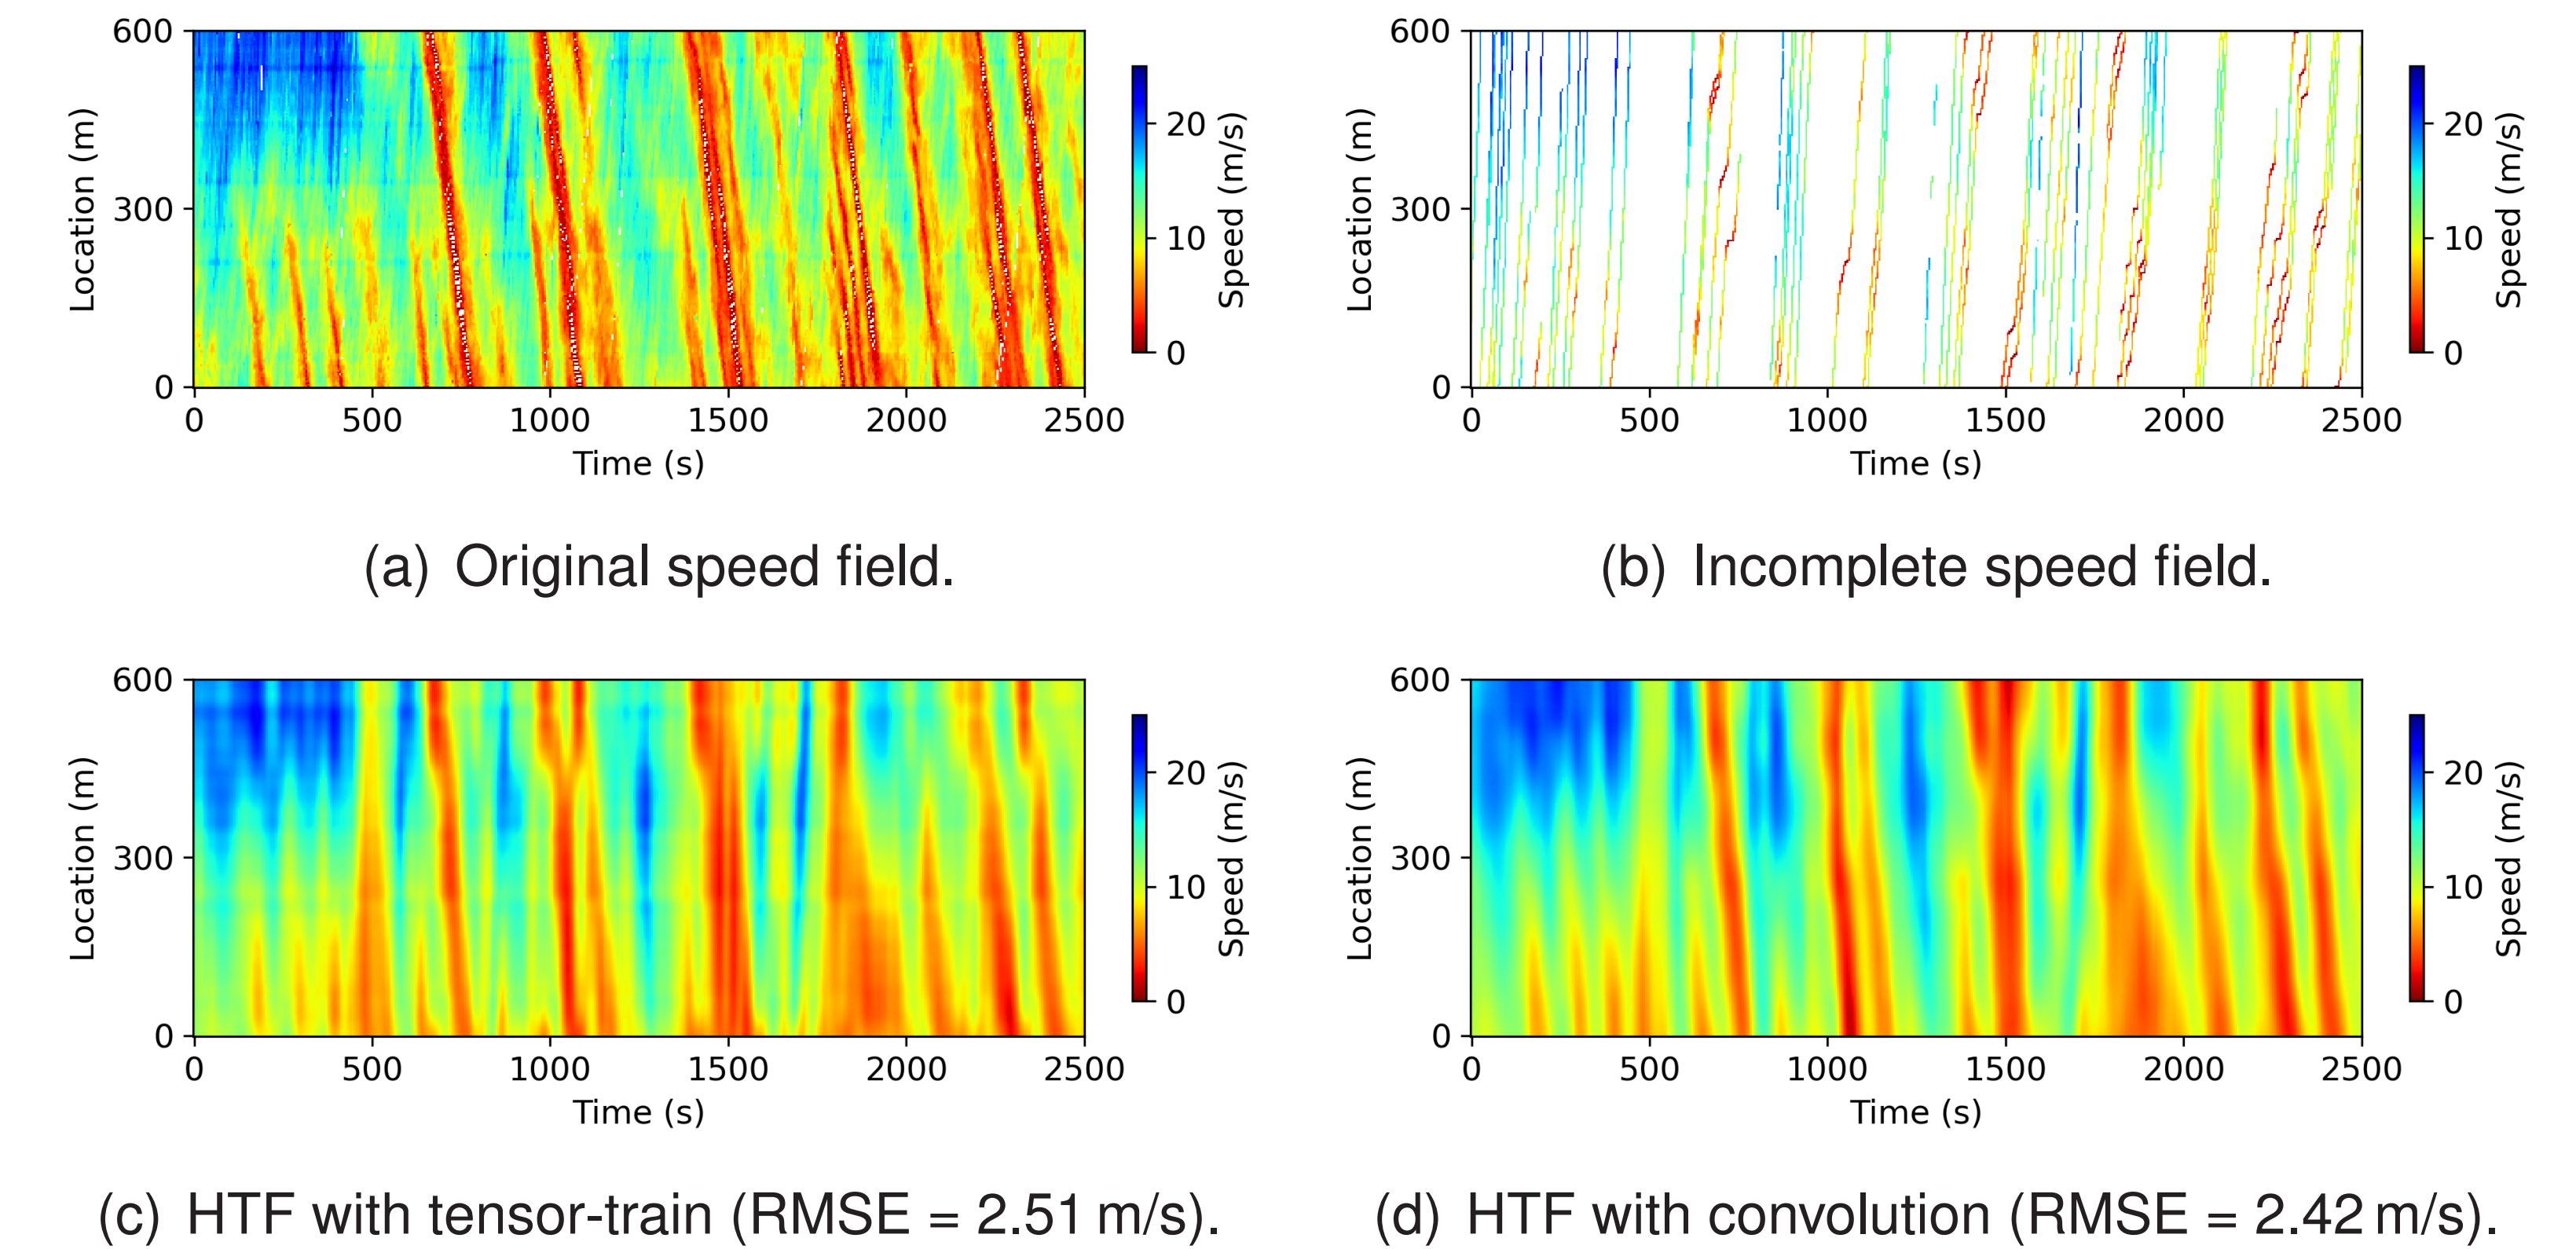 600
300
0
Location (m)
0 500 1000 1500 2000 2500
Time (s)
20
10
0
Speed (m/s)
(a) Original speed field.
600
300
0
Location (m)
0 500 1000 1500 2000 2500
Time (s)
20
10
0
Speed (m/s)
(b) Incomplete speed field.
600
300
0
Location (m)
0 500 1000 1500 2000 2500
Time (s)
20
10
0
Speed (m/s)
(c) HTF with tensor-train (RMSE = 2.51 m/s).
600
300
0
Location (m)
0 500 1000 1500 2000 2500
Time (s)
20
10
0
Speed (m/s)
(d) HTF with convolution (RMSE = 2.42 m/s).